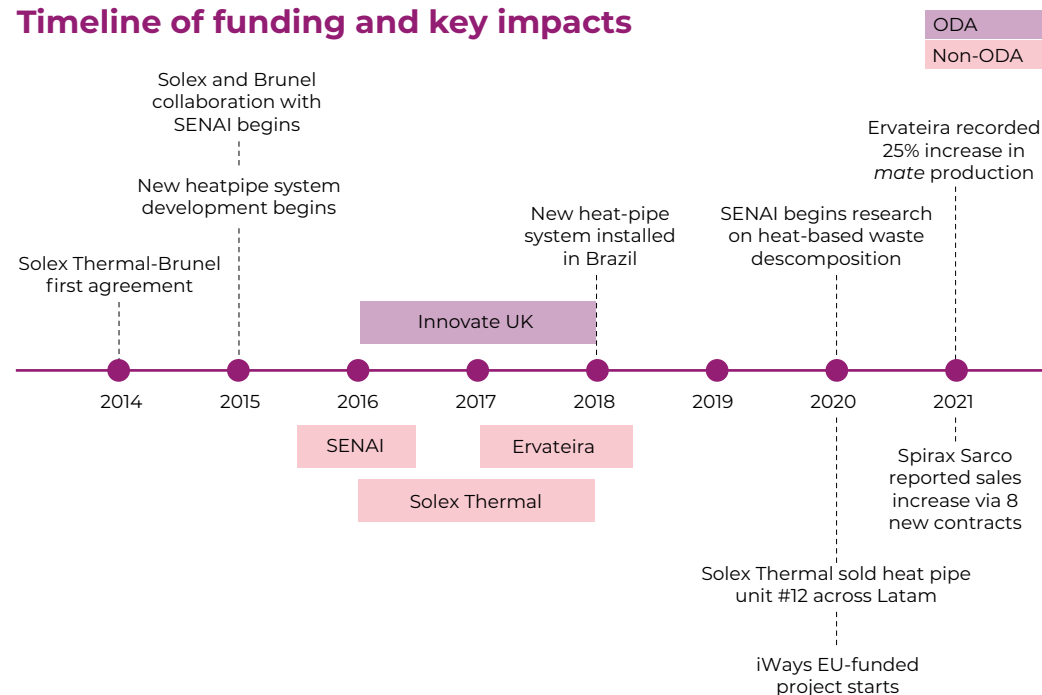 Timeline of funding and key impacts
ODA
Non-ODA
Solex and Brunel
collaboration with
SENAI begins
New heatpipe system
development begins
Solex Thermal-Brunel
first agreement
New heat-pipe
system installed
in Brazil
SENAI begins research
on heat-based waste
descomposition
Ervateira recorded
25% increase in
mate production
Innovate UK
2014
2015
2016
2017
2018
2019
2020
2021
SENAI
Ervateira
Solex Thermal
Spirax Sarco
reported sales
increase via 8
new contracts
Solex Thermal sold heat pipe
unit #12 across Latam
iWays EU-funded
project starts